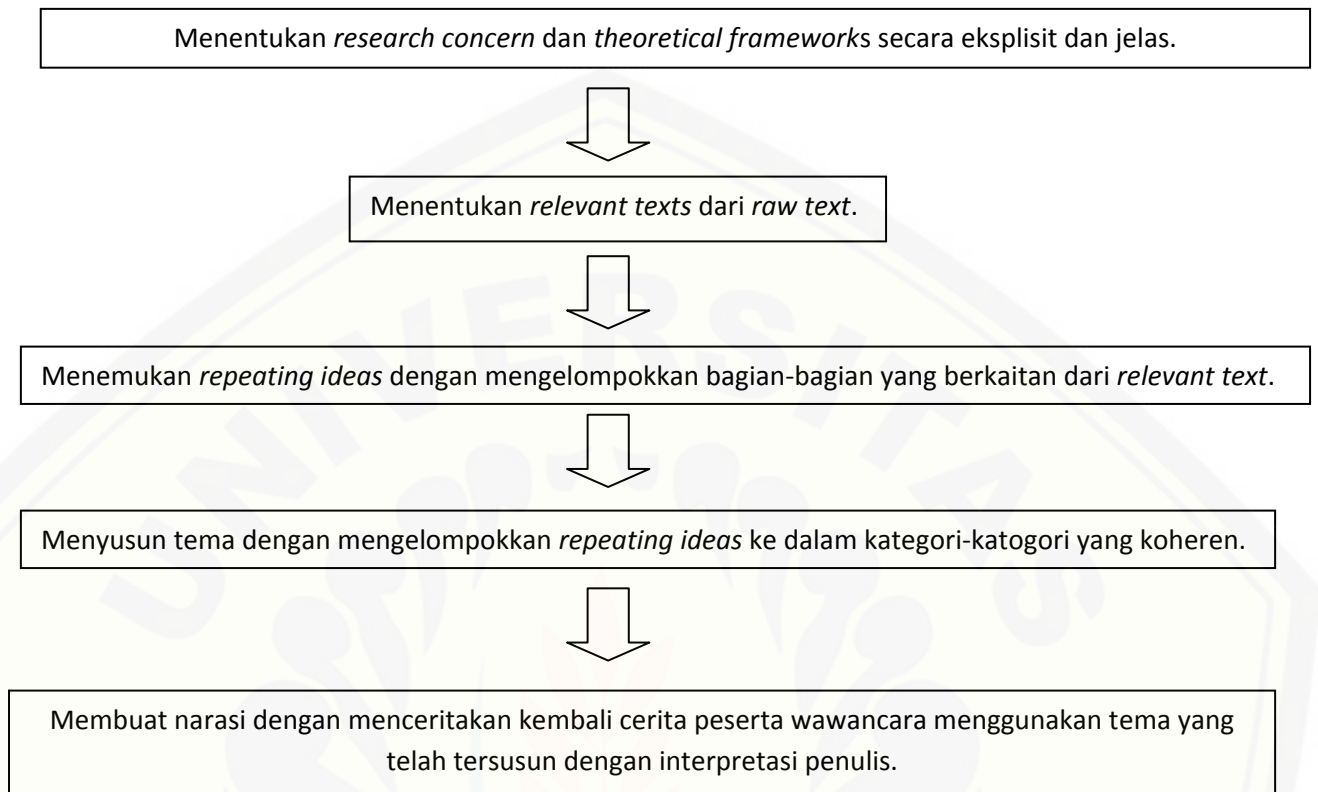 Menentukan research concern dan theoretical frameworks secara eksplisit dan jelas.
Menentukan relevant texts dari raw text.
Menemukan repeating ideas dengan mengelompokkan bagian-bagian yang berkaitan dari relevant text.
Menyusun tema dengan mengelompokkan repeating ideas ke dalam kategori-katogori yang koheren.
Membuat narasi dengan menceritakan kembali cerita peserta wawancara menggunakan tema yang
telah tersusun dengan interpretasi penulis.
UNIVERSITAS